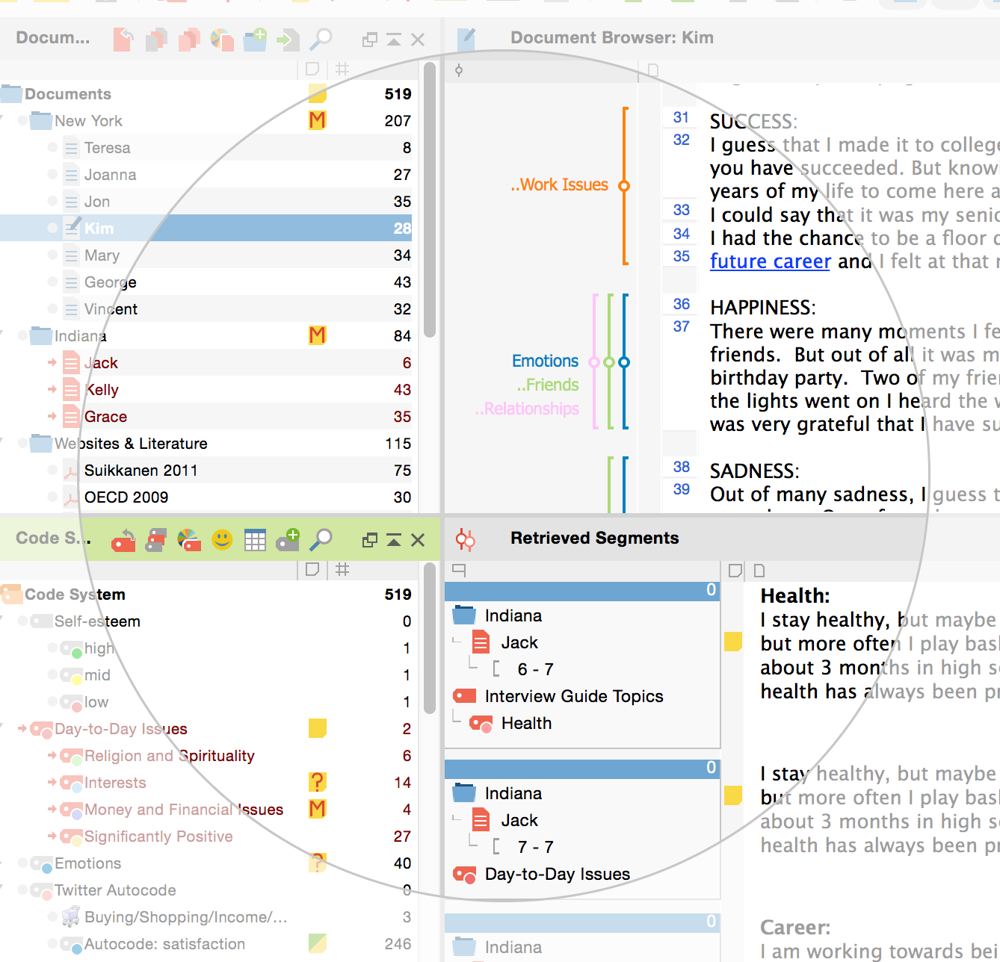 Docum...
Documents 519
New York M 207
Teresa 8
Joanna 27
Jon 35
Kim 28
Mary 34
George 43
Vincent 32
Indiana M 84
Jack 6
Kelly 43
Grace 35
Websites & Literature 115
Suikkanen 2011 75
OECD 2009 30
Document Browser: Kim
..Work Issues
Emotions
..Friends
..Relationships
31 SUCCESS:
32 I guess that I made it to college
you have succeeded. But know
years of my life to come here a
33 I could say that it was my senio
34 I had the chance to be a floor
35 future career and I felt at that
36 HAPPINESS:
37 There were many moments I fe
friends. But out of all it was m
birthday party. Two of my frien
the lights went on I heard the
was very grateful that I have su
38 SADNESS:
39 Out of many sadness, I guess t
Code S...
Code System 519
Self-esteem 0
high 1
mid 1
low 1
Day-to-Day Issues 2
Religion and Spirituality 6
Interests ? 14
Money and Financial Issues M 4
Significantly Positive 27
Emotions ? 40
Twitter Autocode 0
Buying/Shopping/Income/... 3
Autocode: satisfaction 246
Retrieved Segments
0
Indiana
Jack
6 - 7
Interview Guide Topics
Health
0
Indiana
Jack
7 - 7
Day-to-Day Issues
0
Indiana
Health:
I stay healthy, but maybe
but more often I play bask
about 3 months in high s
health has always been pr
I stay healthy, but maybe
but more often I play bask
about 3 months in high s
health has always been pr
Career:
I am working towards bei